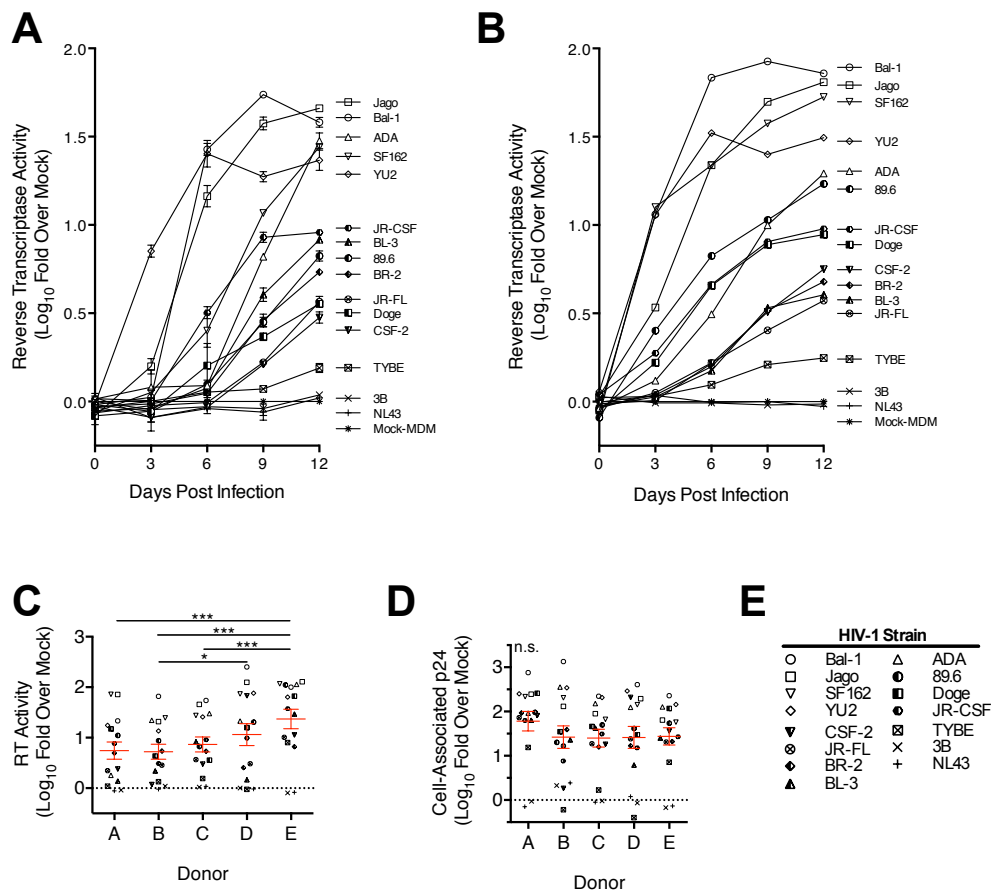 A
Reverse Transcriptase Activity
(Log10 Fold Over Mock)
2.0
1.5
1.0
0.5
0.0
0 3 6 9 12
Days Post Infection
Jago
Bal-1
ADA
SF162
YU2
JR-CSF
BL-3
89.6
BR-2
JR-FL
Doge
CSF-2
TYBE
3B
NL43
Mock-MDM
B
Reverse Transcriptase Activity
(Log10 Fold Over Mock)
2.0
1.5
1.0
0.5
0.0
0 3 6 9 12
Days Post Infection
Bal-1
Jago
SF162
YU2
ADA
89.6
JR-CSF
Doge
CSF-2
BR-2
BL-3
JR-FL
TYBE
3B
NL43
Mock-MDM
C
RT Activity
(Log10 Fold Over Mock)
3
2
1
0
***
***
***
*
A B C D E
Donor
D
Cell-Associated p24
(Log10 Fold Over Mock)
n.s.
3
2
1
0
A B C D E
Donor
E
HIV-1 Strain
Bal-1 ADA
Jago 89.6
SF162 Doge
YU2 JR-CSF
CSF-2 TYBE
JR-FL 3B
BR-2 NL43
BL-3